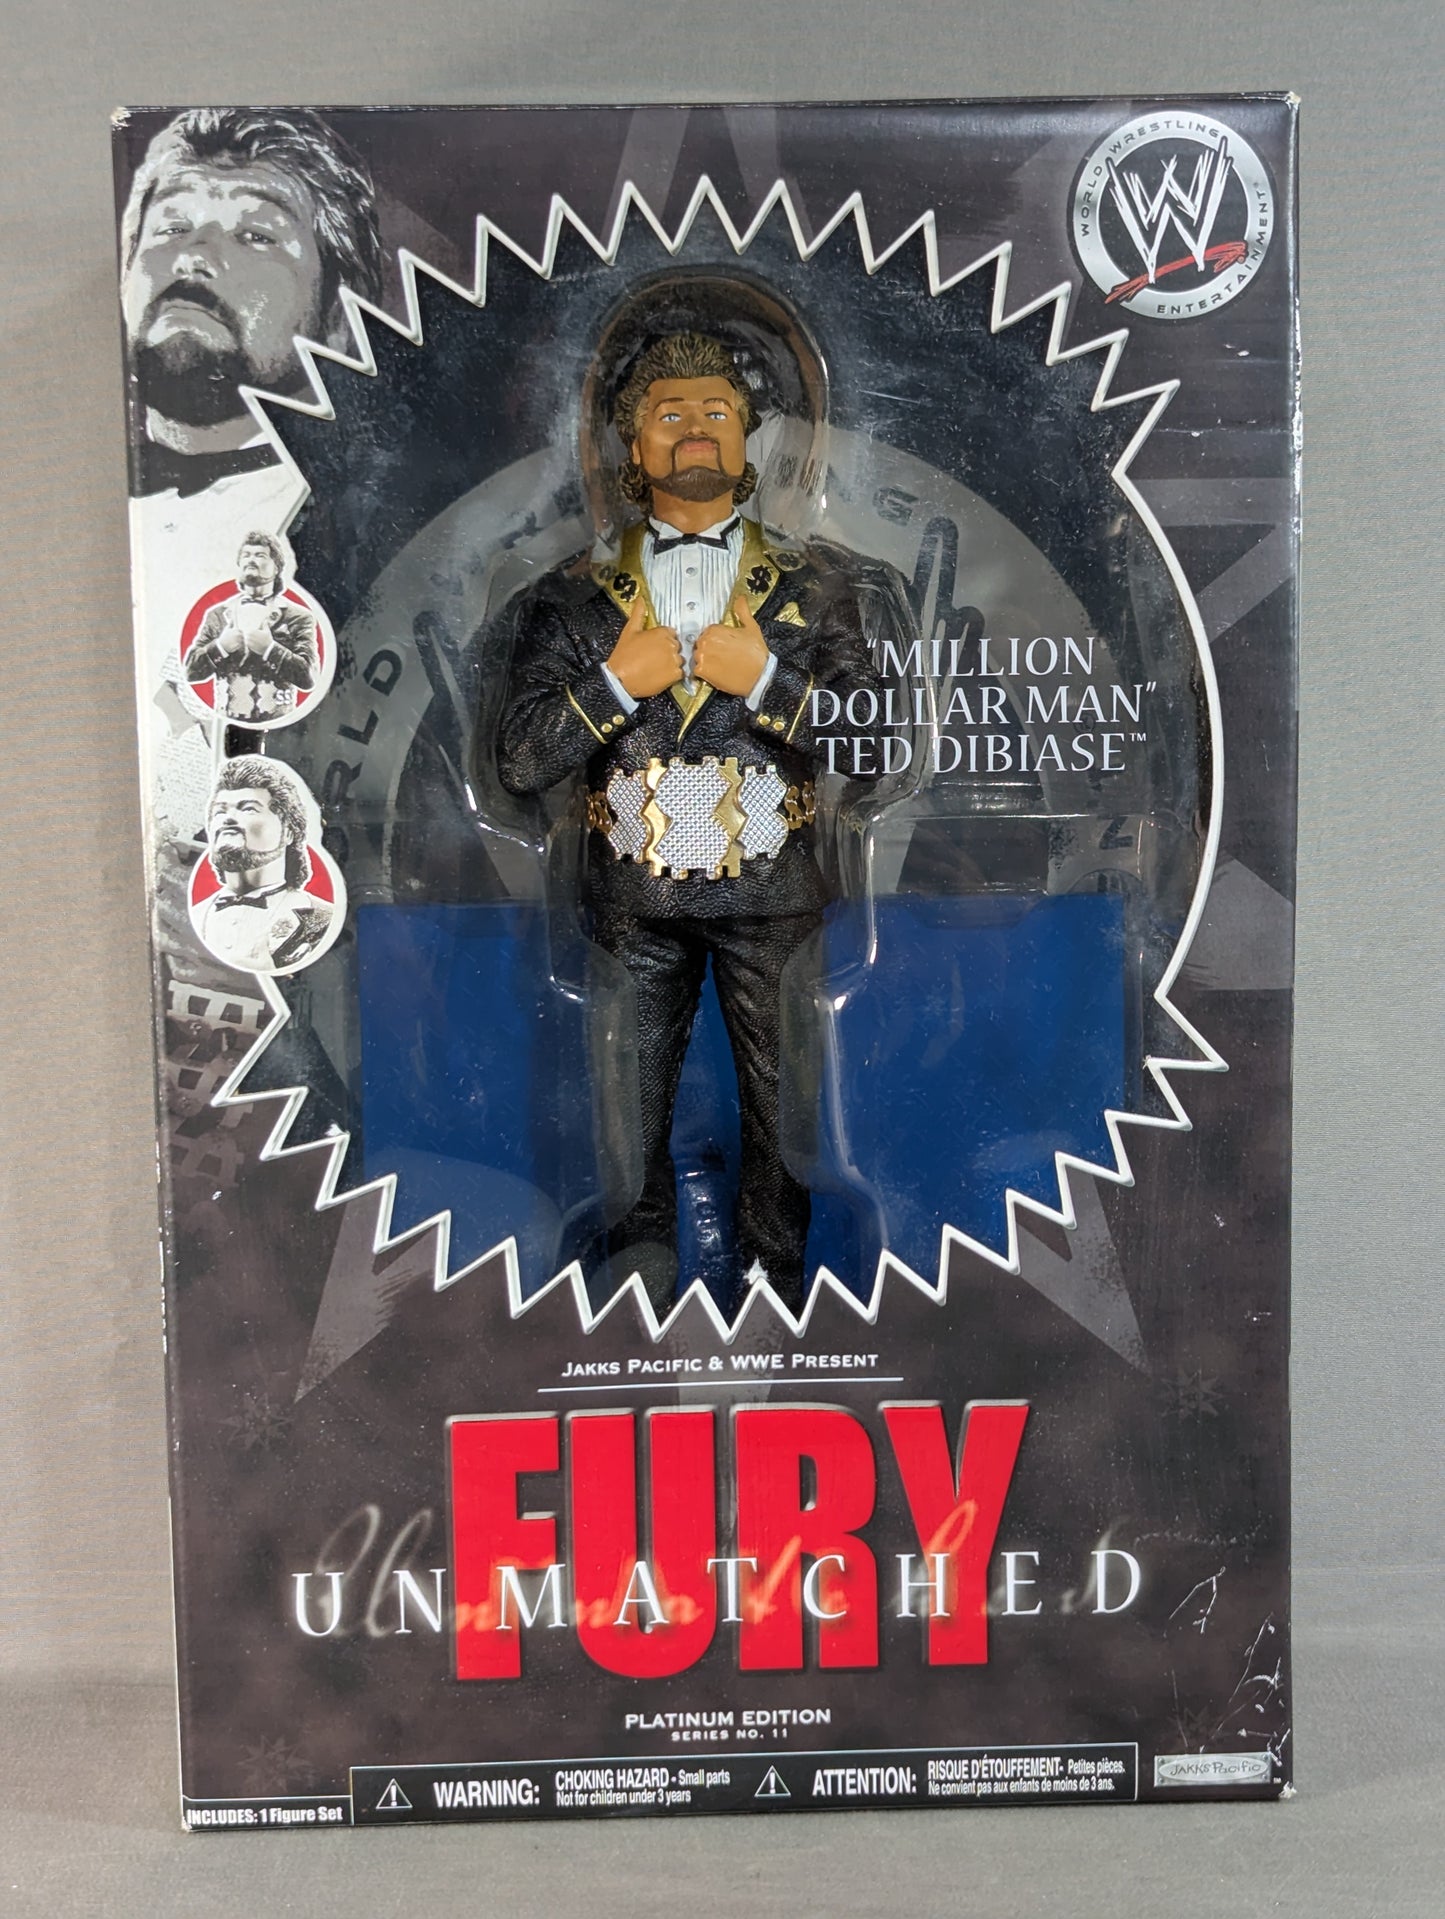 WORLD WRESTLING
ENTERTAINMENT
"MILLION
DOLLAR MAN"
TED DIBIASE™
JAKKS PACIFIC & WWE PRESENT
FURY
UNMATCHED
PLATINUM EDITION
SERIES NO. 11
INCLUDES: 1 Figure Set
WARNING: CHOKING HAZARD - Small parts
Not for children under 3 years
ATTENTION: RISQUE D'ÉTOUFFEMENT- Petites pièces.
Ne convient pas aux enfants de moins de 3 ans.
JAKKS Pacific